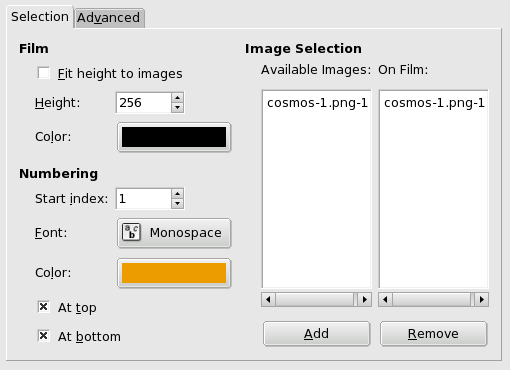 Selection Advanced
Film
Fit height to images
Height: 256
Color:
Numbering
Start index: 1
Font: Monospace
Color:
At top
At bottom
Image Selection
Available Images: On Film:
cosmos-1.png-1 cosmos-1.png-1
Add Remove